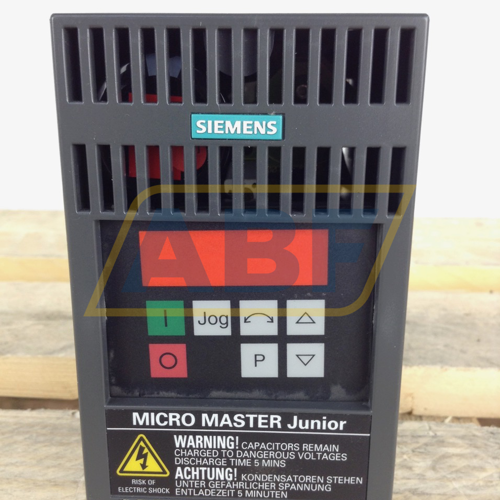 SIEMENS
ABF
I Jog
O P
MICRO MASTER Junior
WARNING! CAPACITORS REMAIN
CHARGED TO DANGEROUS VOLTAGES
DISCHARGE TIME 5 MINS
ACHTUNG! KONDENSATOREN STEHEN
UNTER GEFÄHRLICHER SPANNUNG
ENTLADEZEIT 5 MINUTEN
RISK OF
ELECTRIC SHOCK